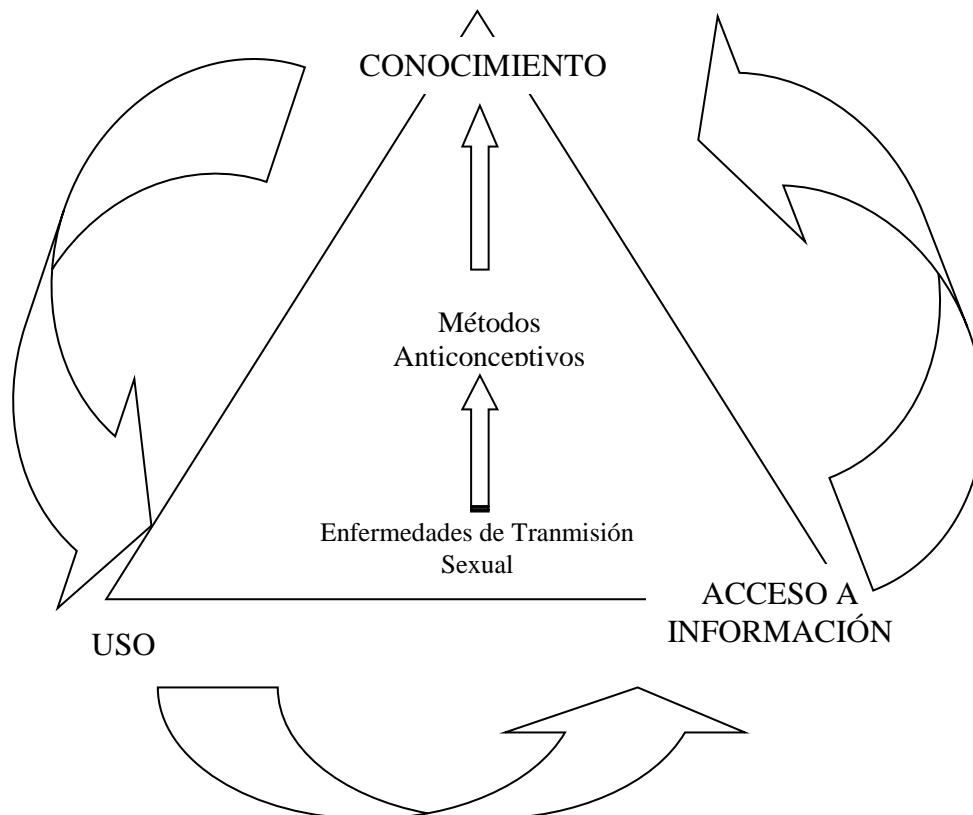 CONOCIMIENTO
Métodos
Anticonceptivos
Enfermedades de Tranmisión
Sexual
ACCESO A
INFORMACIÓN
USO